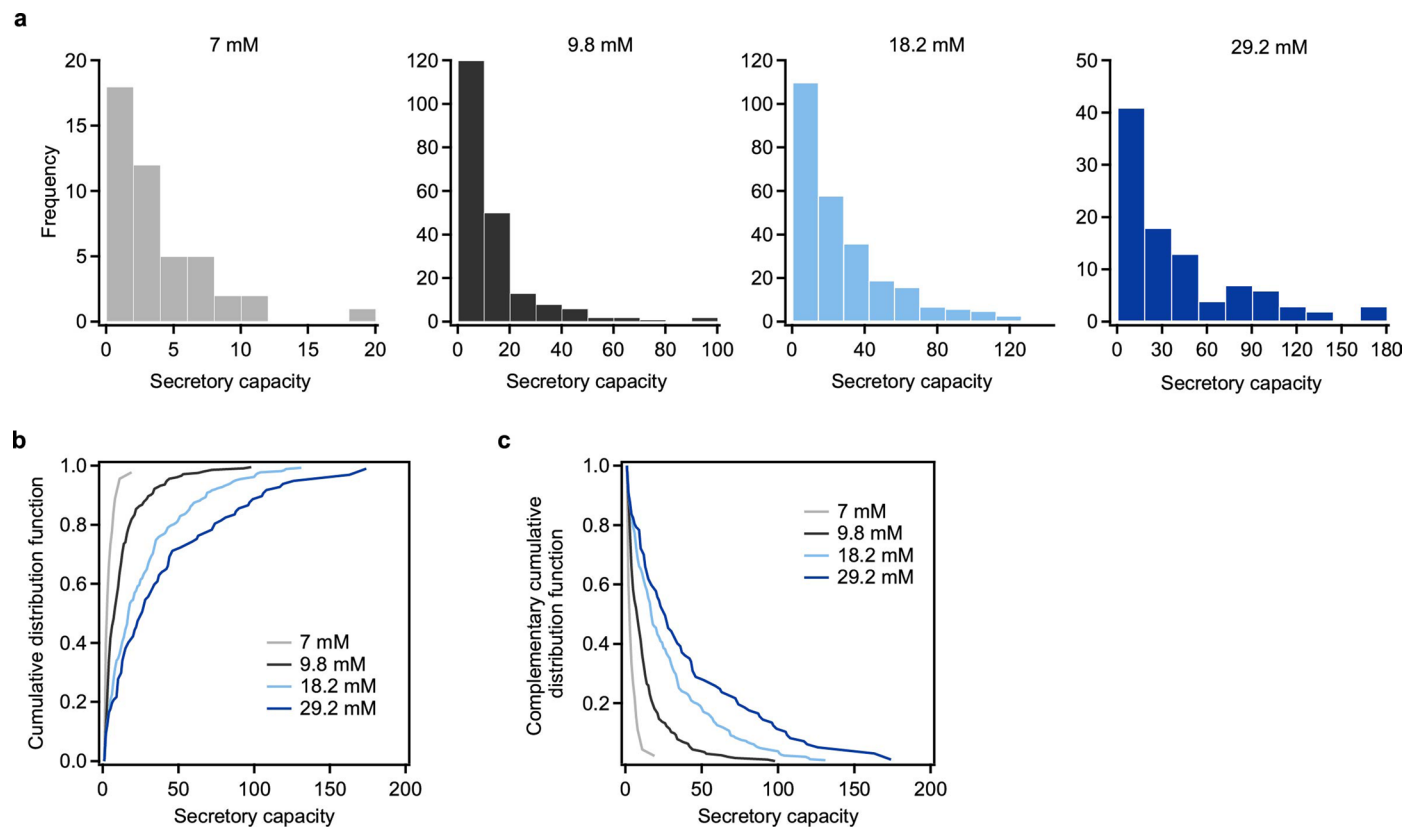 a
7 mM
9.8 mM
18.2 mM
29.2 mM
Frequency
20
15
10
5
0
0 5 10 15 20
Secretory capacity
120
100
80
60
40
20
0
0 20 40 60 80 100
Secretory capacity
120
100
80
60
40
20
0
0 40 80 120
Secretory capacity
50
40
30
20
10
0
0 30 60 90 120 150 180
Secretory capacity
b
Cumulative distribution function
1.0
0.8
0.6
0.4
0.2
0.0
7 mM
9.8 mM
18.2 mM
29.2 mM
0 50 100 150 200
Secretory capacity
c
Complementary cumulative
distribution function
1.0
0.8
0.6
0.4
0.2
7 mM
9.8 mM
18.2 mM
29.2 mM
0 50 100 150 200
Secretory capacity